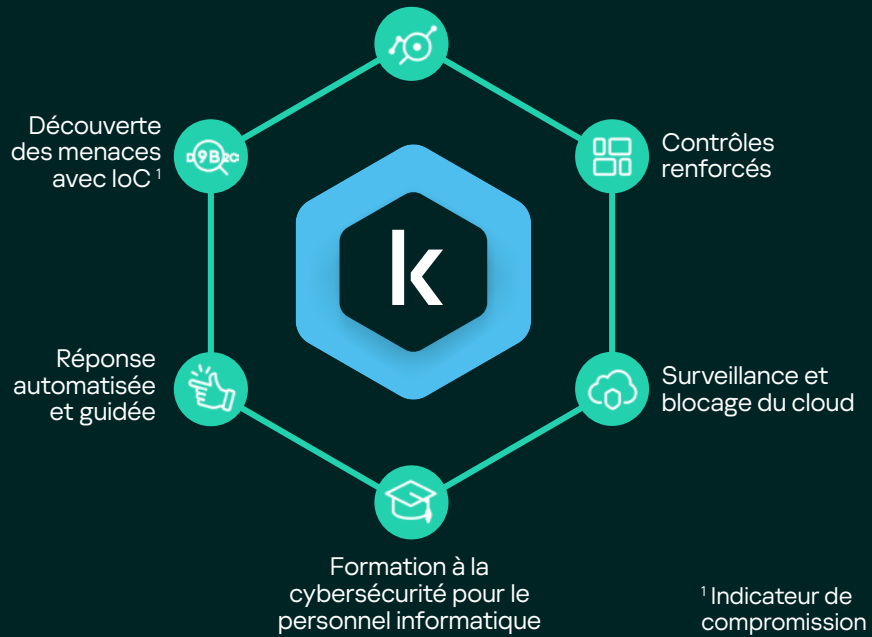 Découverte
des menaces
avec IoC ¹
D9B2C
Contrôles
renforcés
k
Réponse
automatisée
et guidée
Surveillance et
blocage du cloud
Formation à la
cybersécurité pour le
personnel informatique
¹ Indicateur de
compromission